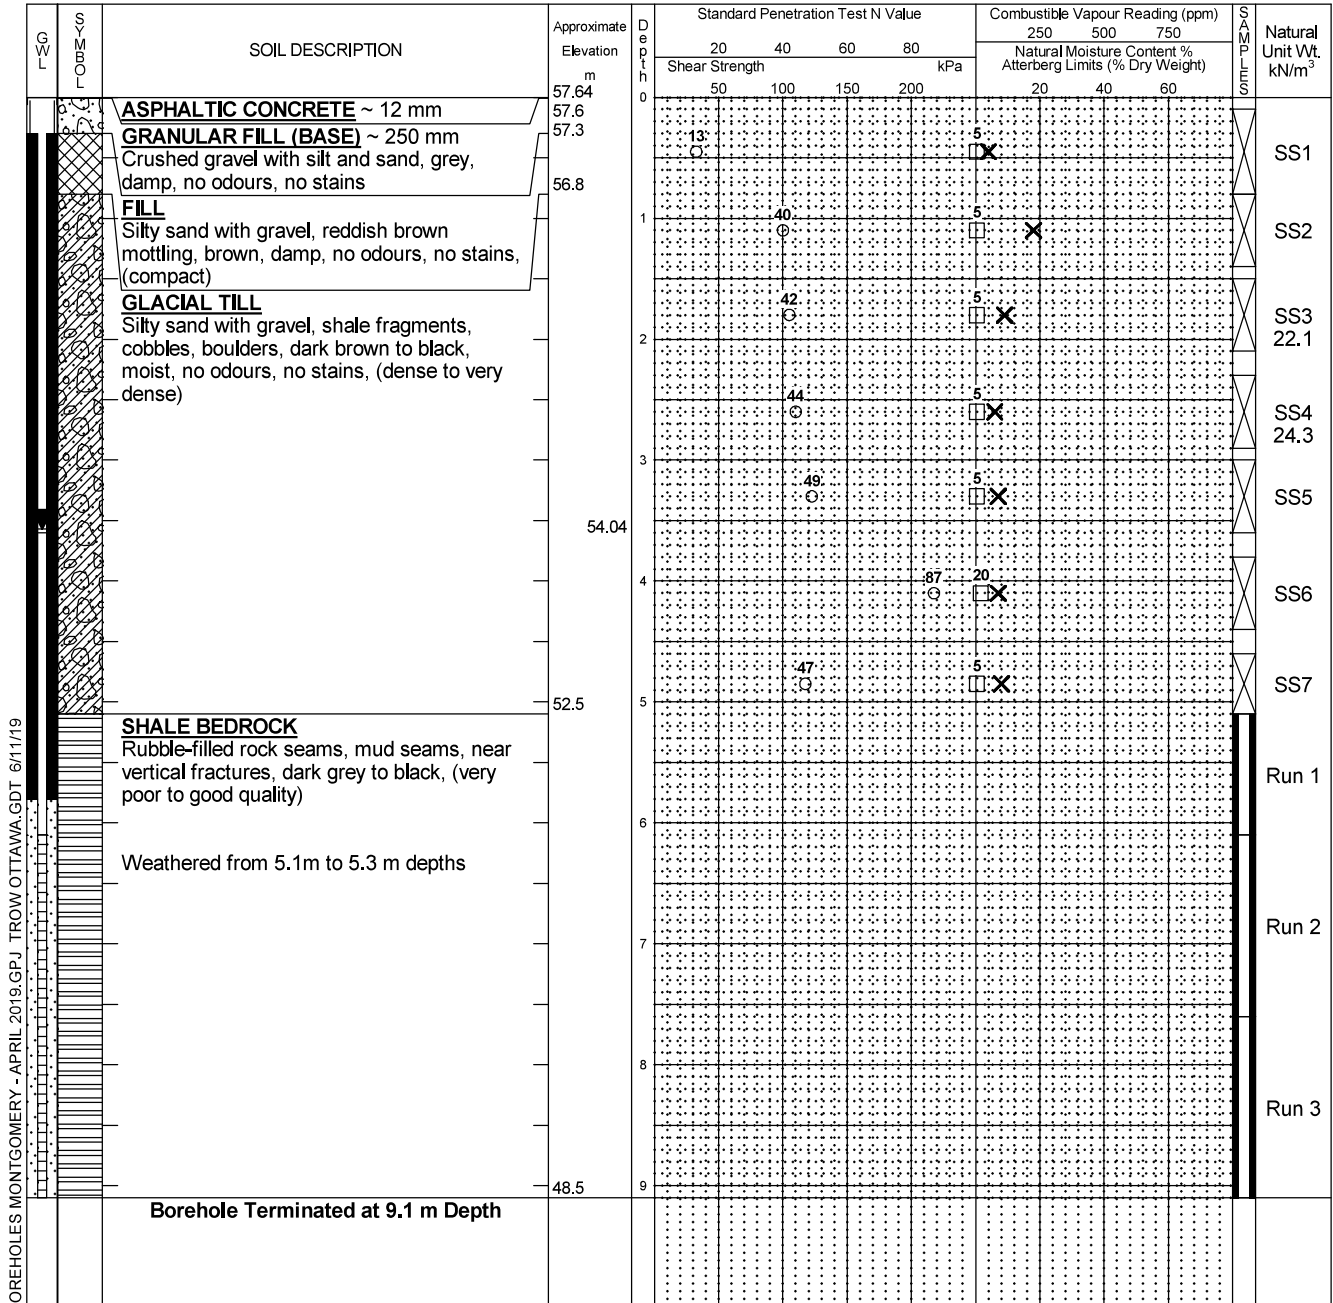 GWL
SYMBOL
SOIL DESCRIPTION
Approximate
Elevation
m
Depth
Standard Penetration Test N Value
20 40 60 80
Shear Strength kPa
50 100 150 200
Combustible Vapour Reading (ppm)
250 500 750
Natural Moisture Content %
Atterberg Limits (% Dry Weight)
20 40 60
SAMPLES
Natural
Unit Wt.
kN/m³
57.64
0
ASPHALTIC CONCRETE ~ 12 mm
57.6
GRANULAR FILL (BASE) ~ 250 mm
57.3
Crushed gravel with silt and sand, grey,
damp, no odours, no stains
56.8
13
5
SS1
FILL
Silty sand with gravel, reddish brown
mottling, brown, damp, no odours, no stains,
(compact)
1
40
5
SS2
GLACIAL TILL
Silty sand with gravel, shale fragments,
cobbles, boulders, dark brown to black,
moist, no odours, no stains, (dense to very
dense)
42
5
SS3
22.1
2
44
5
SS4
24.3
3
49
5
SS5
54.04
4
87
20
SS6
47
5
SS7
52.5
5
SHALE BEDROCK
Rubble-filled rock seams, mud seams, near
vertical fractures, dark grey to black, (very
poor to good quality)
Run 1
6
Weathered from 5.1m to 5.3 m depths
Run 2
7
8
Run 3
48.5
9
Borehole Terminated at 9.1 m Depth
OREHOLES MONTGOMERY - APRIL 2019.GPJ TROW OTTAWA.GDT 6/11/19